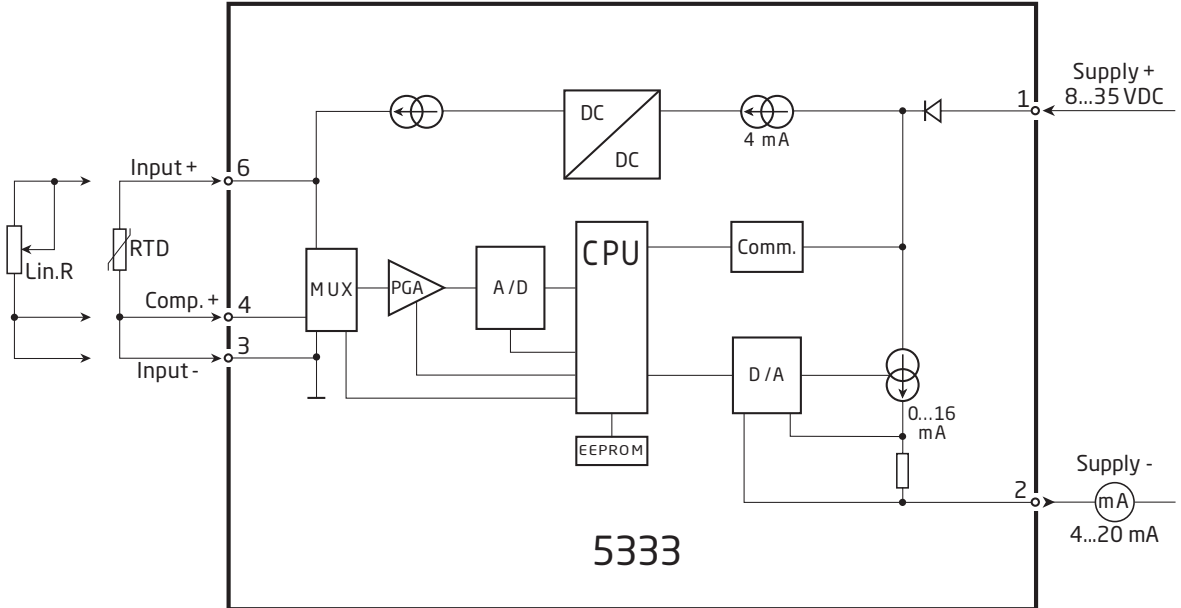 Supply +
8...35 VDC
1
DC
DC
4 mA
Input +
6
RTD
Lin.R
Comp. +
4
3
Input -
MUX
PGA
A/D
CPU
Comm.
D/A
0...16
mA
EEPROM
Supply -
2
mA
4...20 mA
5333